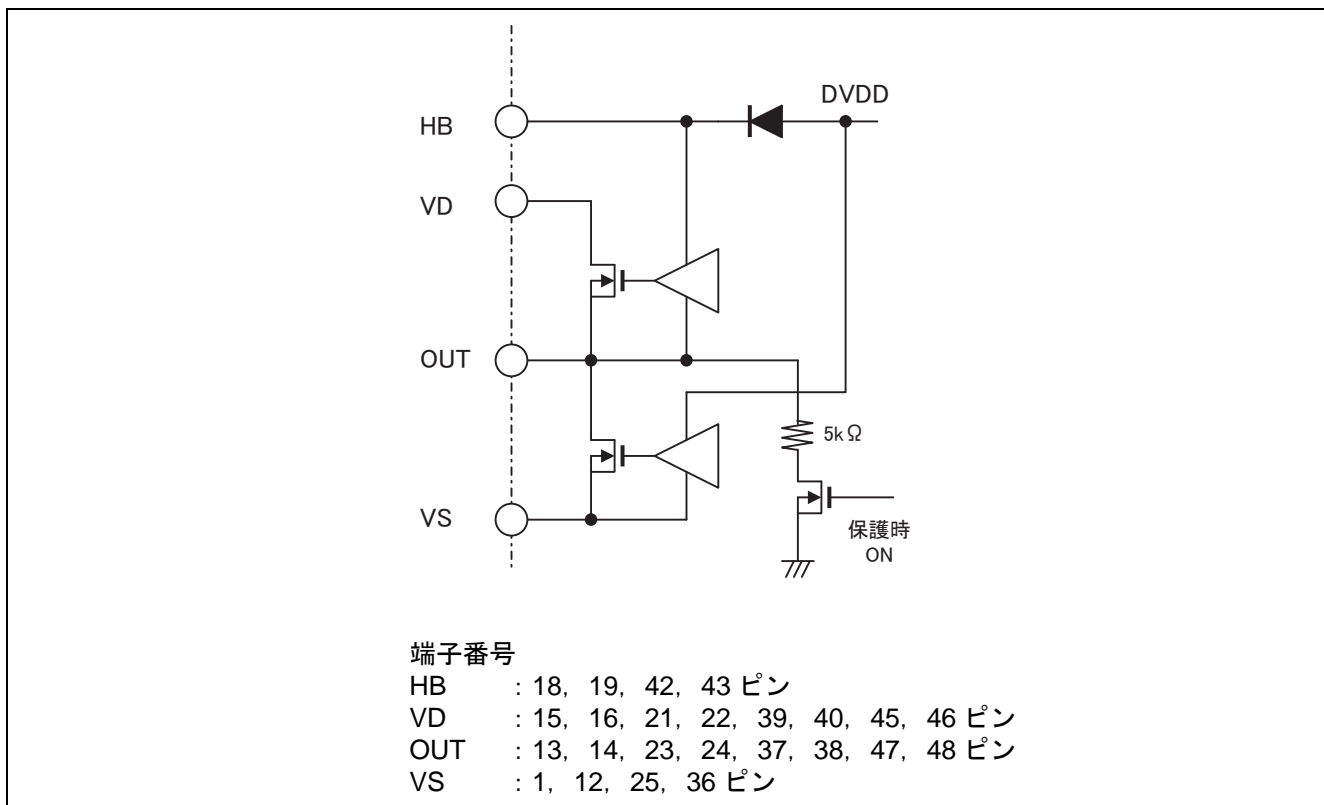 DVDD
HB
VD
OUT
5kΩ
VS
保護時
ON
端子番号
HB : 18, 19, 42, 43 ピン
VD : 15, 16, 21, 22, 39, 40, 45, 46 ピン
OUT : 13, 14, 23, 24, 37, 38, 47, 48 ピン
VS : 1, 12, 25, 36 ピン